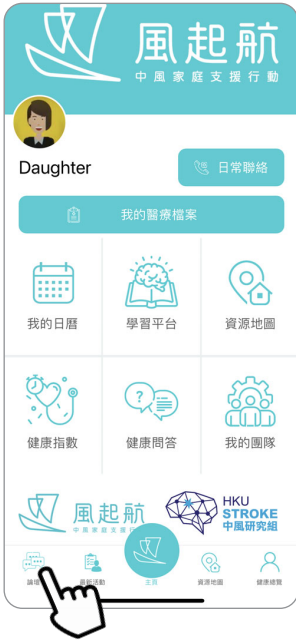 風起航
中風家庭支援行動
Daughter
日常聯絡
我的醫療檔案
我的日曆
學習平台
資源地圖
健康指數
健康問答
我的團隊
風起航
中風家庭支援行動
HKU
STROKE
中風研究組
論壇
最新活動
主頁
資源地圖
健康總覽